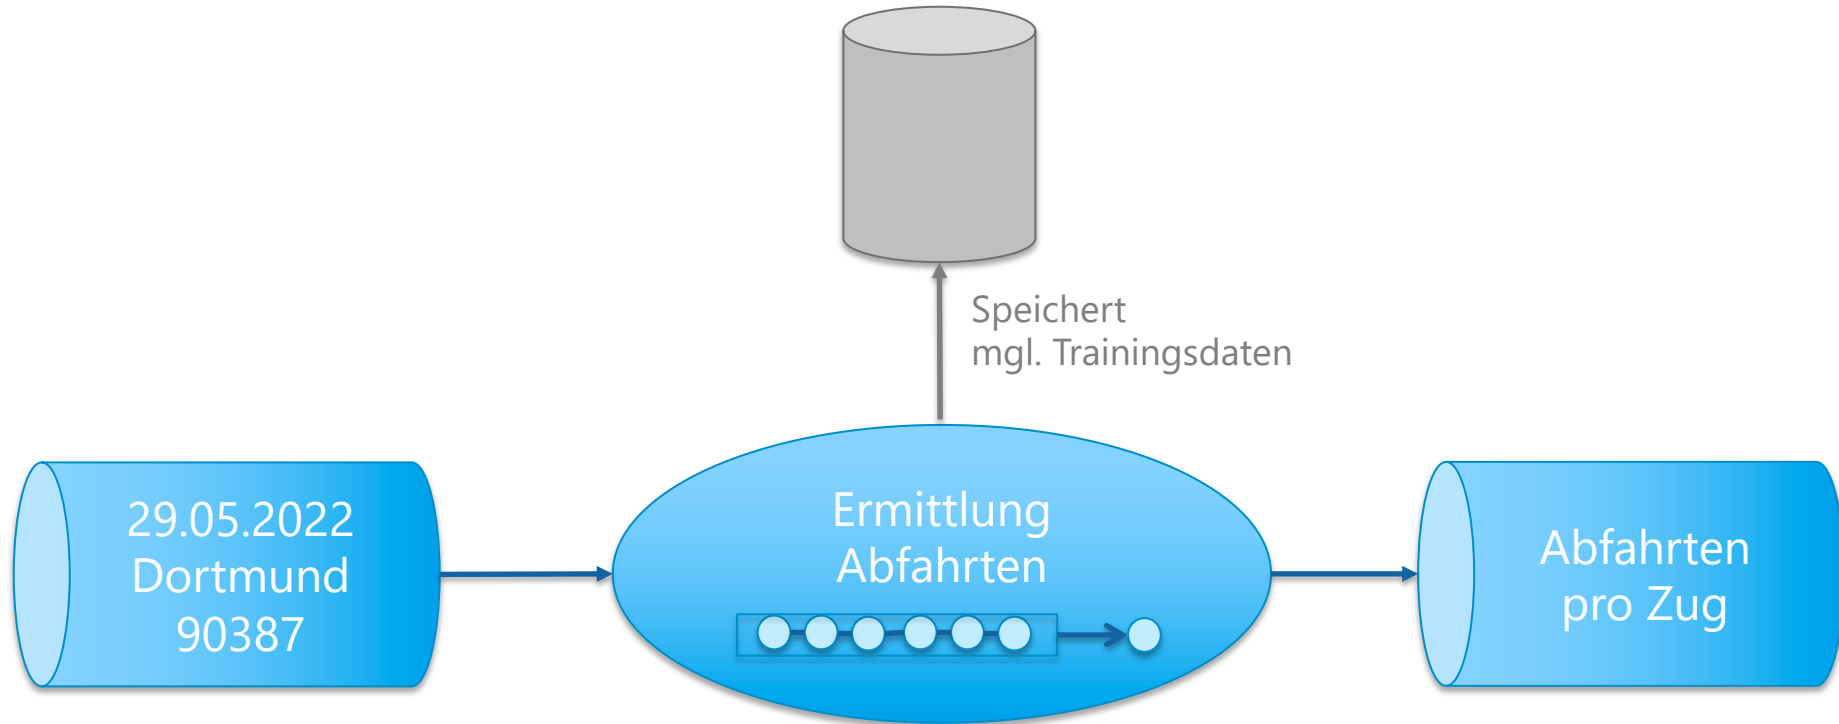 Speichert
mgl. Trainingsdaten
29.05.2022
Dortmund
90387
Ermittlung
Abfahrten
Abfahrten
pro Zug